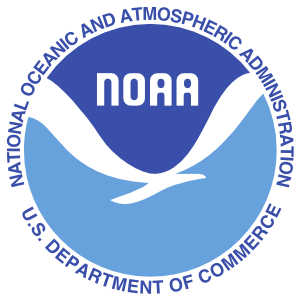 NATIONAL OCEANIC AND ATMOSPHERIC ADMINISTRATION
NOAA
U.S. DEPARTMENT OF COMMERCE